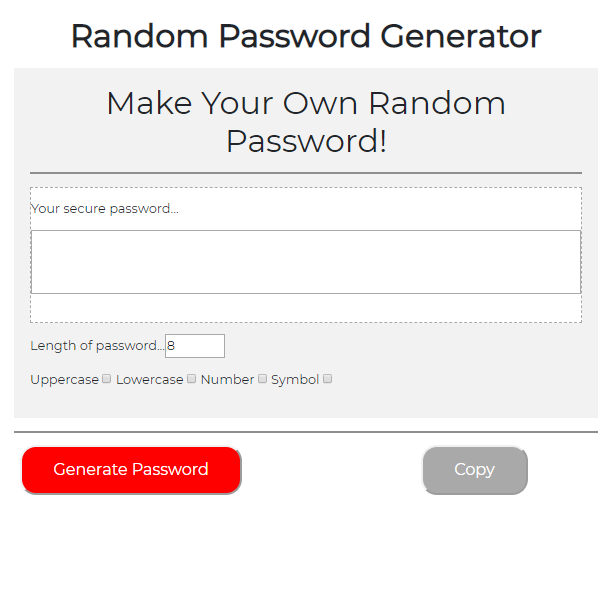 Random Password Generator
Make Your Own Random
Password!
Your secure password...
Length of password...8
Uppercase Lowercase Number Symbol
Generate Password
Copy